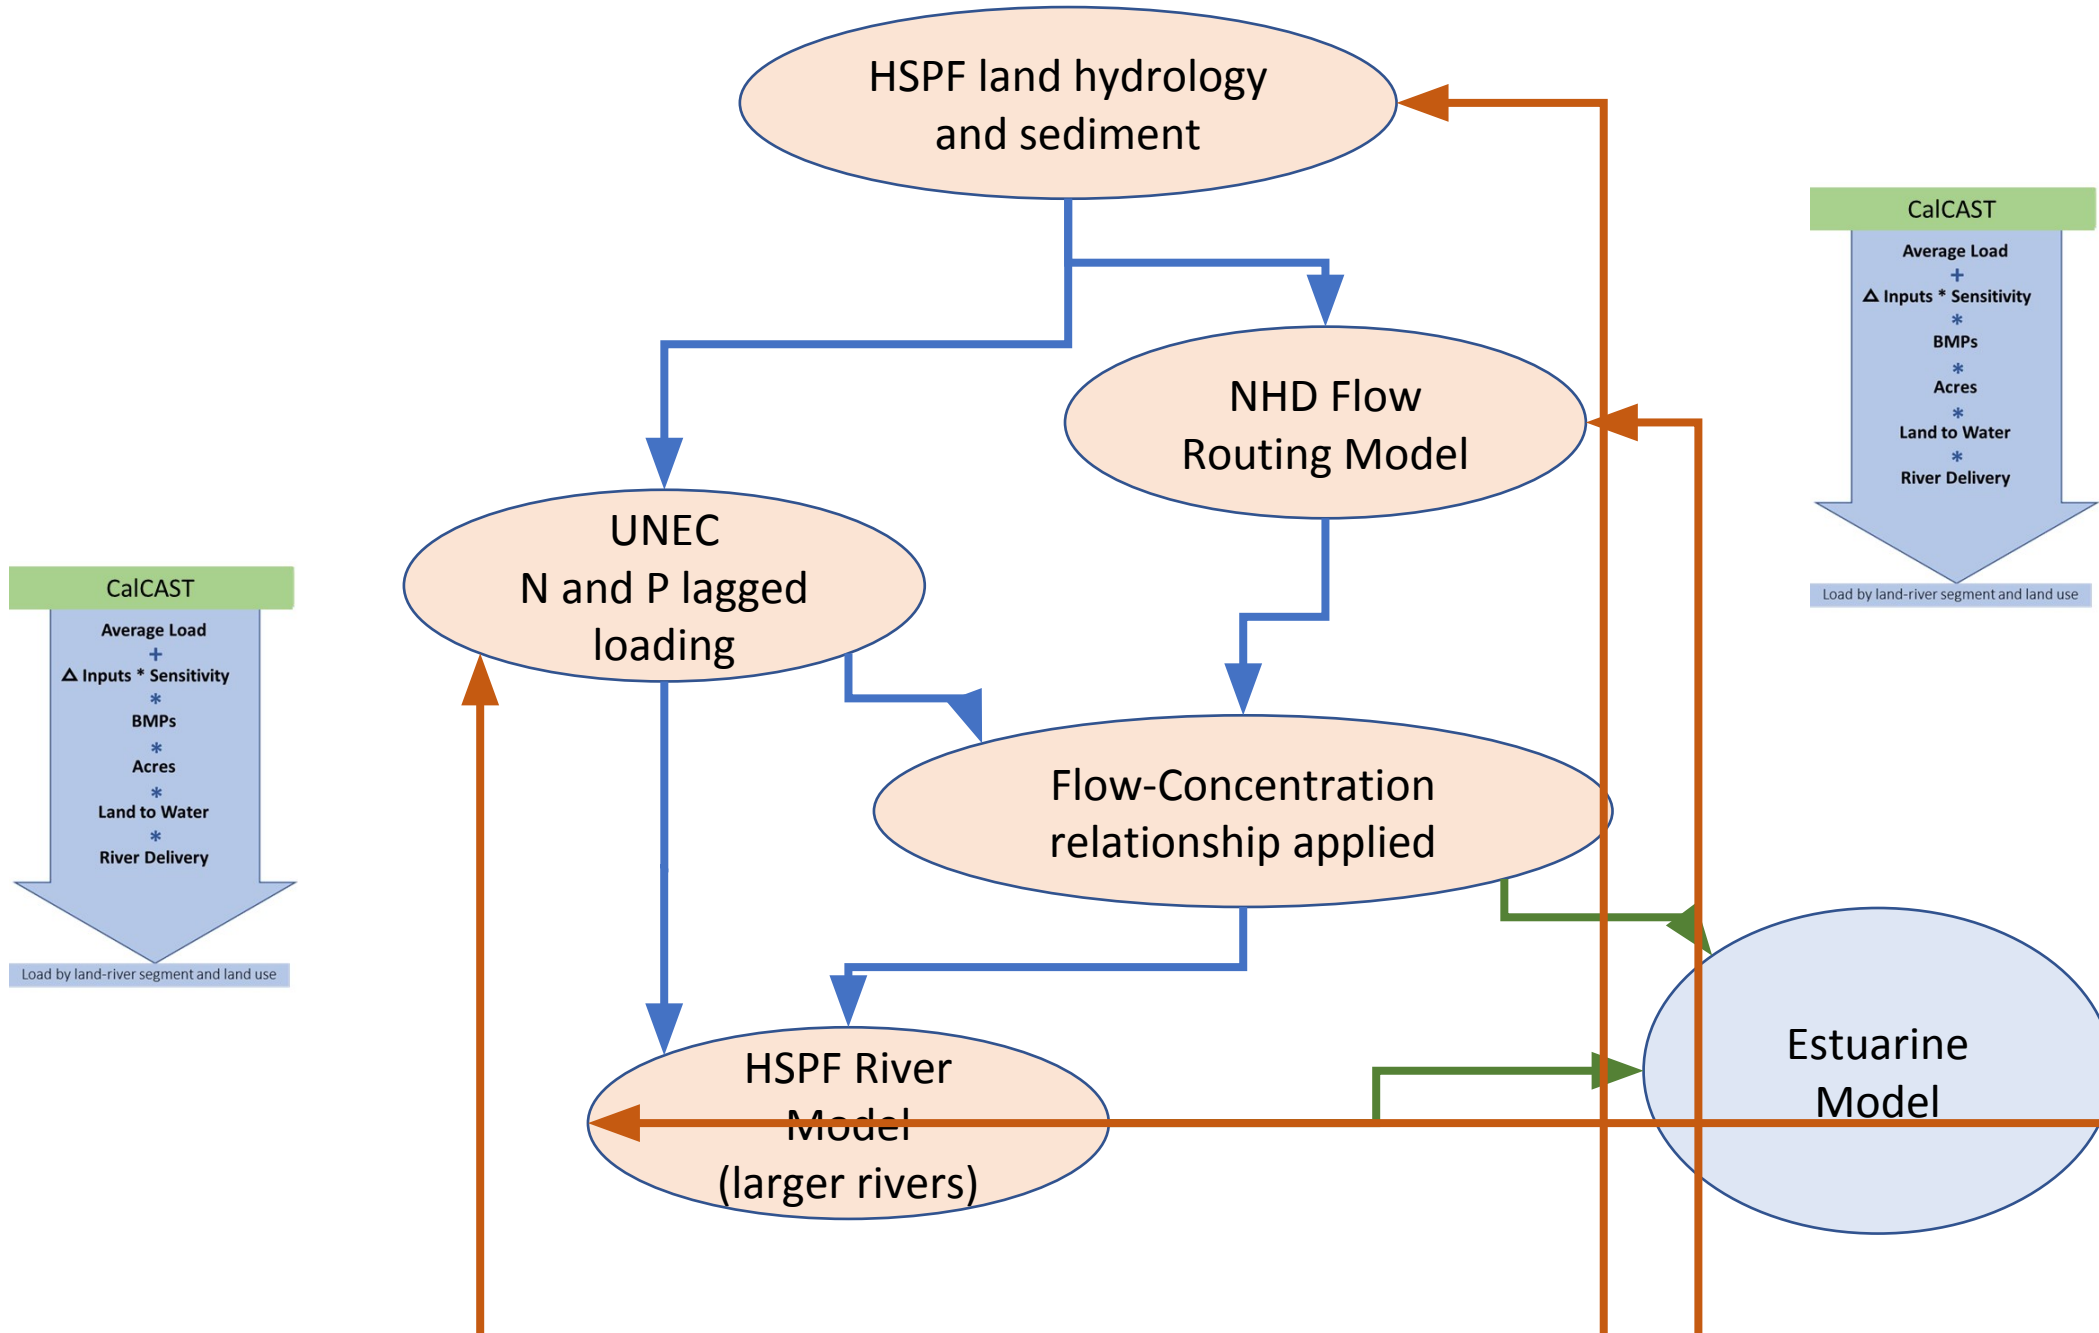 HSPF land hydrology
and sediment
NHD Flow
Routing Model
UNEC
N and P lagged
loading
Flow-Concentration
relationship applied
HSPF River
Model
(larger rivers)
Estuarine
Model
CalCAST
Average Load
+
Δ Inputs * Sensitivity
*
BMPs
*
Acres
*
Land to Water
*
River Delivery
Load by land-river segment and land use
CalCAST
Average Load
+
Δ Inputs * Sensitivity
*
BMPs
*
Acres
*
Land to Water
*
River Delivery
Load by land-river segment and land use